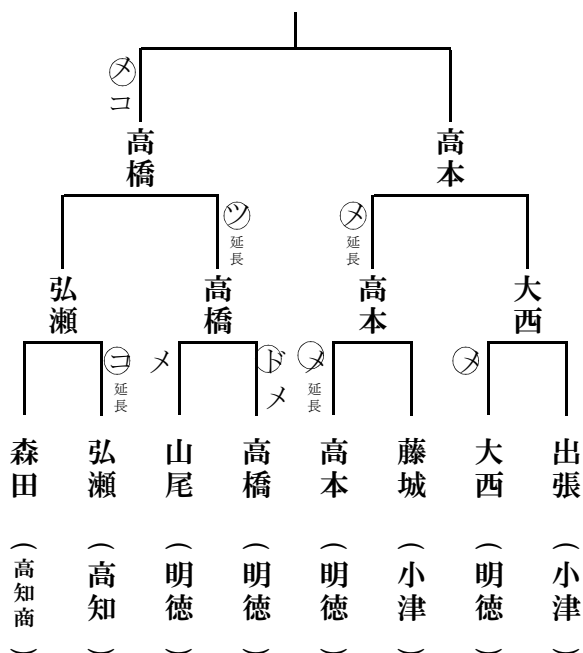 ㋱
コ
高橋
高本
㋡
延長
㋱
延長
弘瀬
高橋
高本
大西
㋙
延長
メ
㋣゙
メ
㋱
延長
㋱
森田
弘瀬
山尾
高橋
高本
藤城
大西
出張
（高知商）
（高知）
（明徳）
（明徳）
（明徳）
（小津）
（明徳）
（小津）